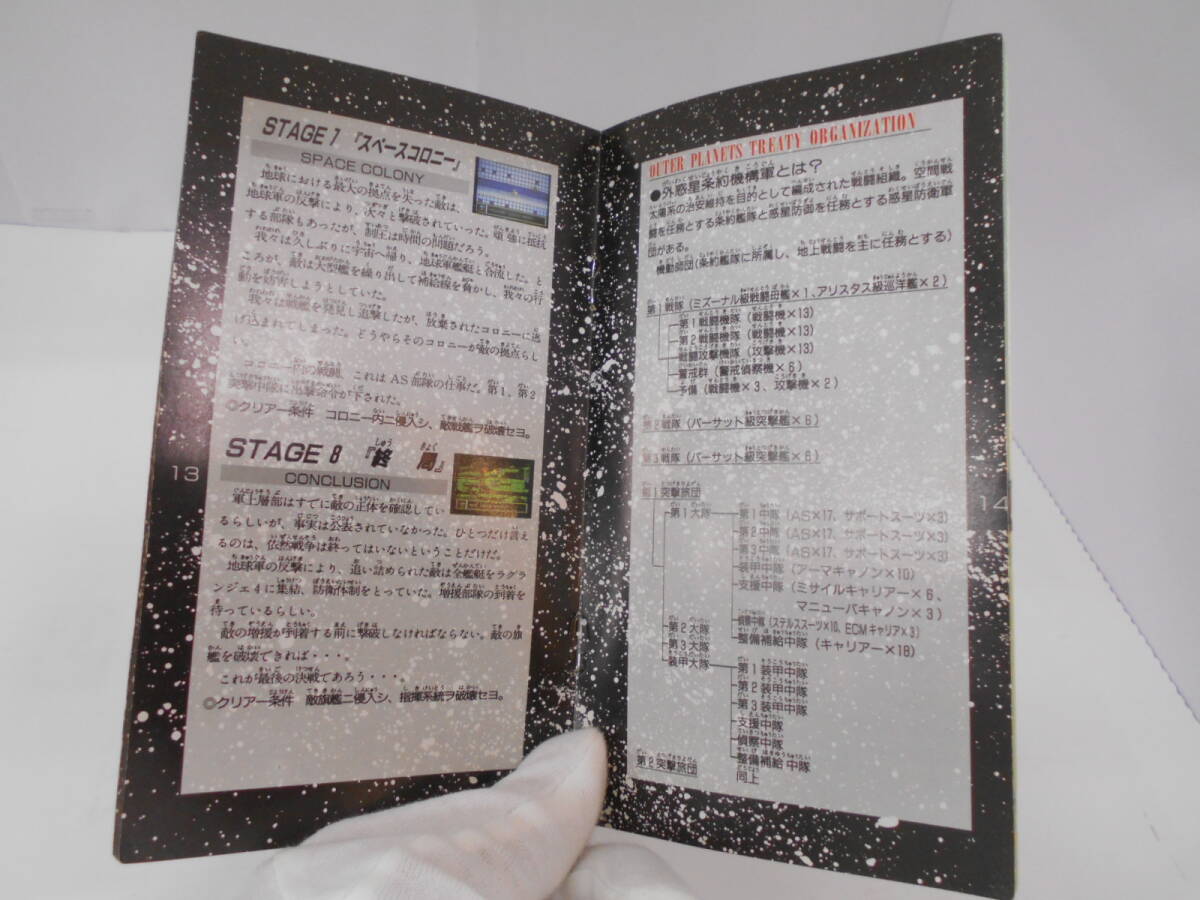 STAGE 7 『スペースコロニー』
SPACE COLONY
地球における最大の拠点を失った敵は、
地球軍の反撃により、次々と撃破されていった。頑強に抵抗
する部隊もあったが、制圧は時間の問題だろう。
我々は久しぶりに宇宙へ帰り、地球軍艦艇と合流した。と
ころが、敵は大型艦を繰り出して補給線を脅かし、我々の行
動を妨害しようとしていた。
我々は敵艦を発見し追撃したが、放棄されたコロニーに逃
げ込まれてしまった。どうやらそのコロニーが敵の拠点らし
い。
コロニー内の戦闘、これはAS部隊の仕事だ。第1、第2
突撃中隊に出撃命令が下された。
◎クリアー条件 コロニー内ニ侵入シ、敵戦艦ヲ破壊セヨ。
STAGE 8 『終局』
CONCLUSION
軍上層部はすでに敵の正体を確認してい
るらしいが、事実は公表されていなかった。ひとつだけ言え
るのは、依然戦争は終ってはいないということだけだ。
地球軍の反撃により、追い詰められた敵は全艦艇をラグラ
ンジェ4に集結、防衛体制をとっていた。増援部隊の到着を
待っているらしい。
敵の増援が到着する前に撃破しなければならない。敵の旗
艦を破壊できれば・・・。
これが最後の決戦であろう・・・。
◎クリアー条件 敵旗艦ニ侵入シ、指揮系統ヲ破壊セヨ。
13
OUTER PLANETS TREATY ORGANIZATION
●外惑星条約機構軍とは?
太陽系の治安維持を目的として編成された戦闘組織。空間戦
闘を任務とする条約艦隊と惑星防御を任務とする惑星防衛軍
団がある。
機動師団(条約艦隊に所属し、地上戦闘を主に任務とする)
第1戦隊(ミズーナル級戦闘母艦×1、アリスタス級巡洋艦×2)
第1戦闘機隊(戦闘機×13)
第2戦闘機隊(戦闘機×13)
戦闘攻撃機隊(攻撃機×13)
警戒群(警戒偵察機×6)
予備(戦闘機×3、攻撃機×2)
第2戦隊(バーサット級突撃艦×6)
第3戦隊(バーサット級突撃艦×6)
第1突撃旅団
第1大隊
第1中隊(AS×17、サポートスーツ×3)
第2中隊(AS×17、サポートスーツ×3)
第3中隊(AS×17、サポートスーツ×3)
装甲中隊(アーマキャノン×10)
支援中隊(ミサイルキャリアー×6、
マニューバキャノン×3)
偵察中隊(ステルススーツ×10、ECMキャリア×3)
整備補給中隊(キャリアー×18)
第2大隊
第3大隊
装甲大隊
第1装甲中隊
第2装甲中隊
第3装甲中隊
支援中隊
偵察中隊
整備補給中隊
第2突撃旅団
同上
14